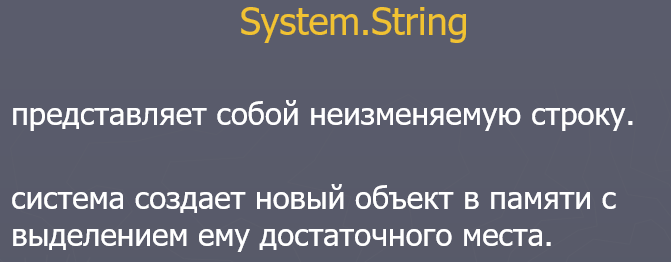 System.String
представляет собой неизменяемую строку.
система создает новый объект в памяти с
выделением ему достаточного места.